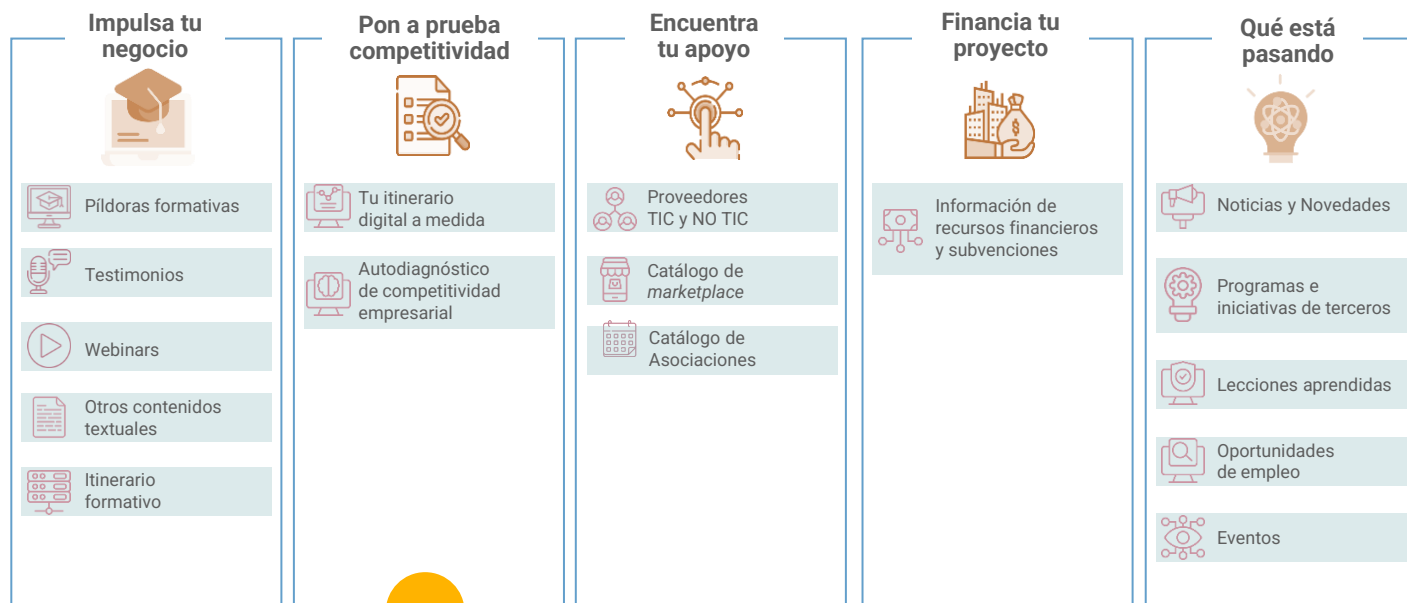 Impulsa tu
negocio
Píldoras formativas
Testimonios
Webinars
Otros contenidos
textuales
Itinerario
formativo
Pon a prueba
competitividad
Tu itinerario
digital a medida
Autodiagnóstico
de competitividad
empresarial
Encuentra
tu apoyo
Proveedores
TIC y NO TIC
Catálogo de
marketplace
Catálogo de
Asociaciones
Financia tu
proyecto
$
Información de
recursos financieros
y subvenciones
Qué está
pasando
Noticias y Novedades
Programas e
iniciativas de terceros
Lecciones aprendidas
Oportunidades
de empleo
Eventos